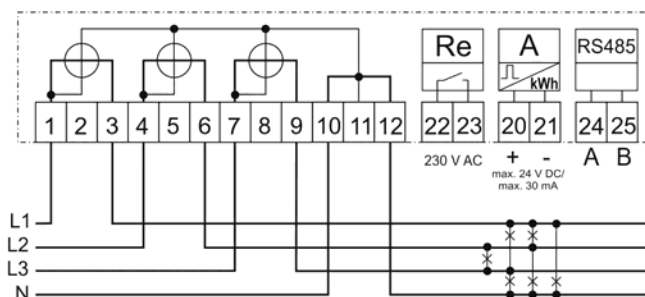 Re A RS485
kWh
1 2 3 4 5 6 7 8 9 10 11 12 22 23 20 21 24 25
230 V AC + - A B
max. 24 V DC/
max. 30 mA
L1
L2
L3
N